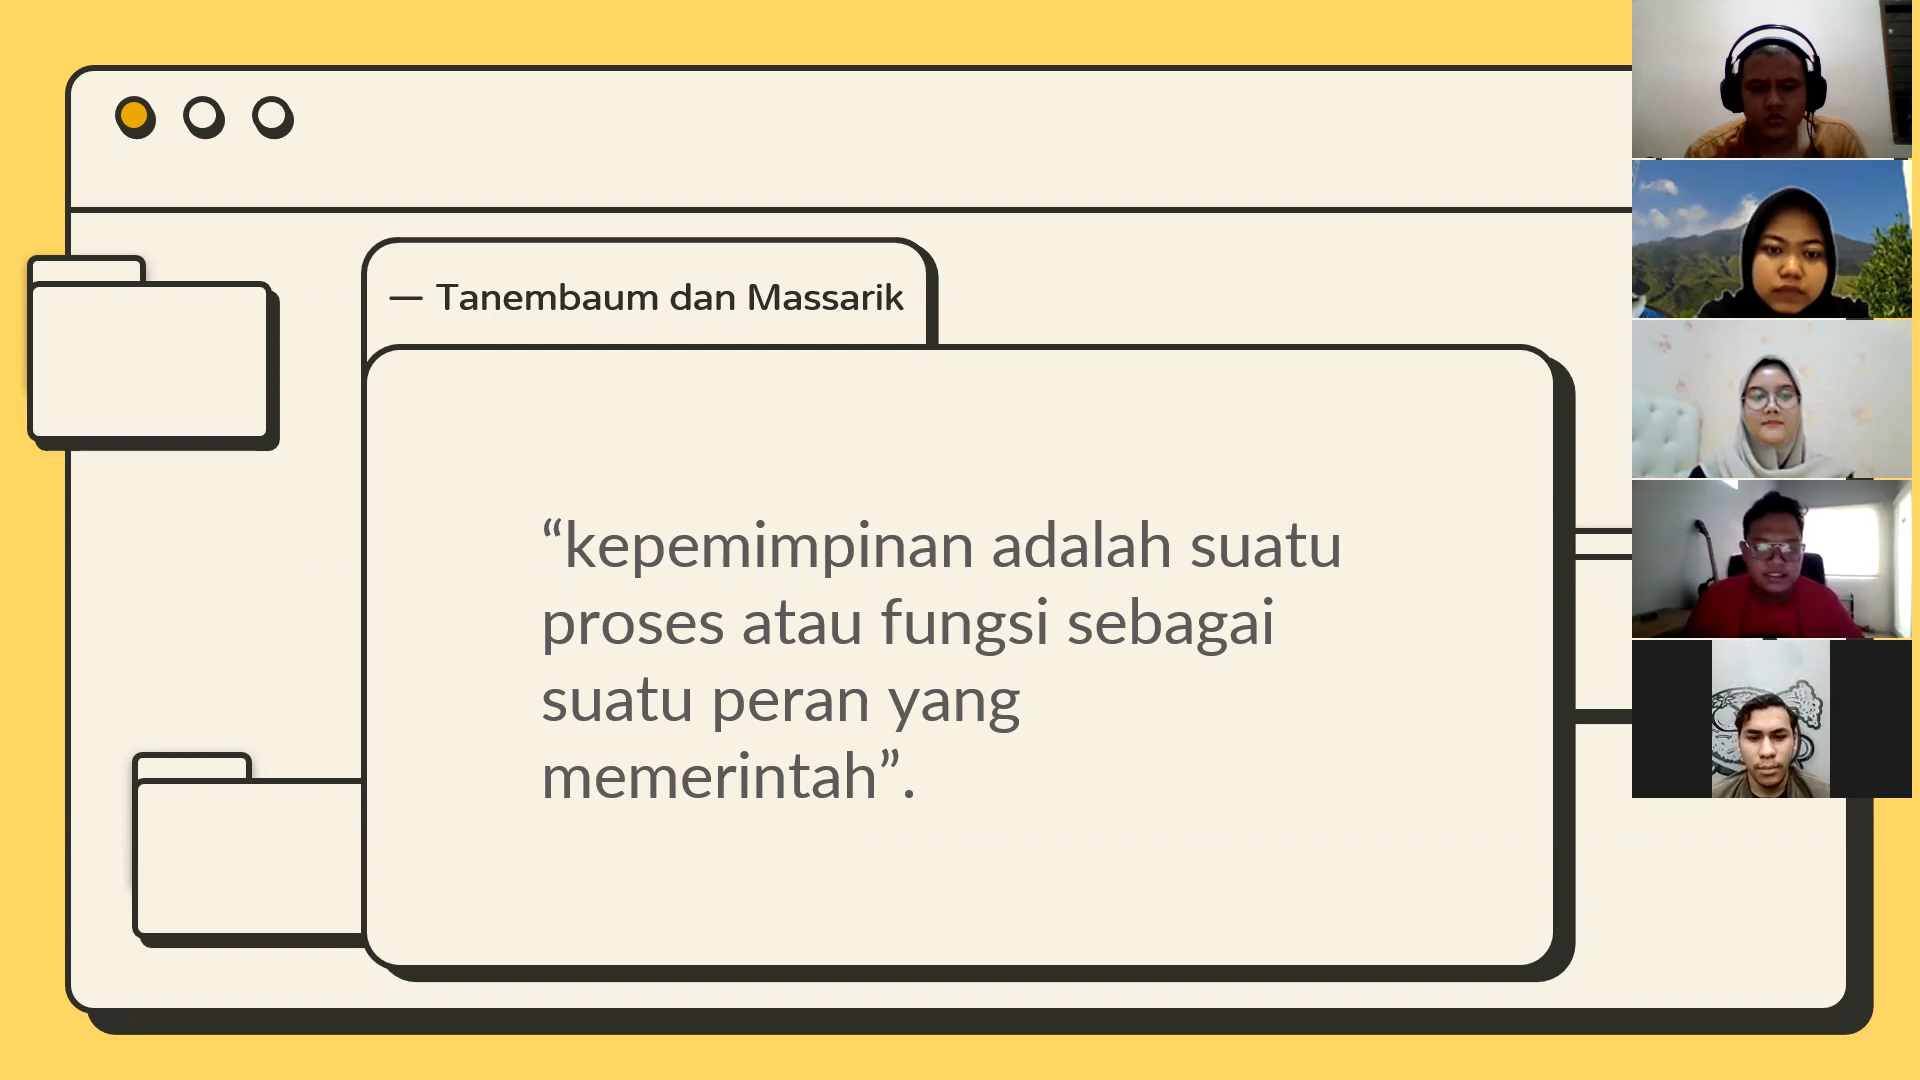 — Tanembaum dan Massarik
“kepemimpinan adalah suatu
proses atau fungsi sebagai
suatu peran yang
memerintah”.